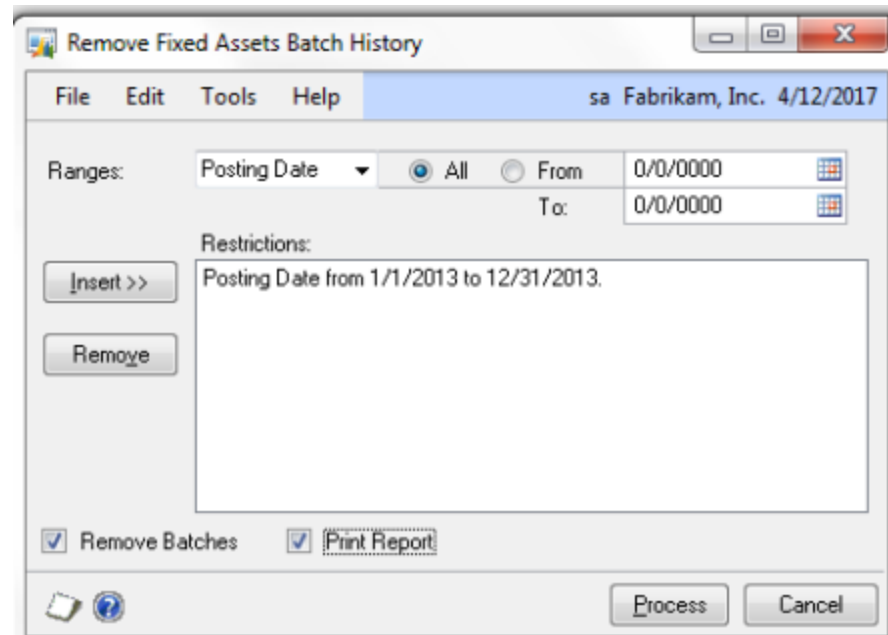 Remove Fixed Assets Batch History
File Edit Tools Help sa Fabrikam, Inc. 4/12/2017
Ranges: Posting Date All From 0/0/0000
To: 0/0/0000
Restrictions:
Insert >> Posting Date from 1/1/2013 to 12/31/2013.
Remove
Remove Batches Print Report
Process Cancel